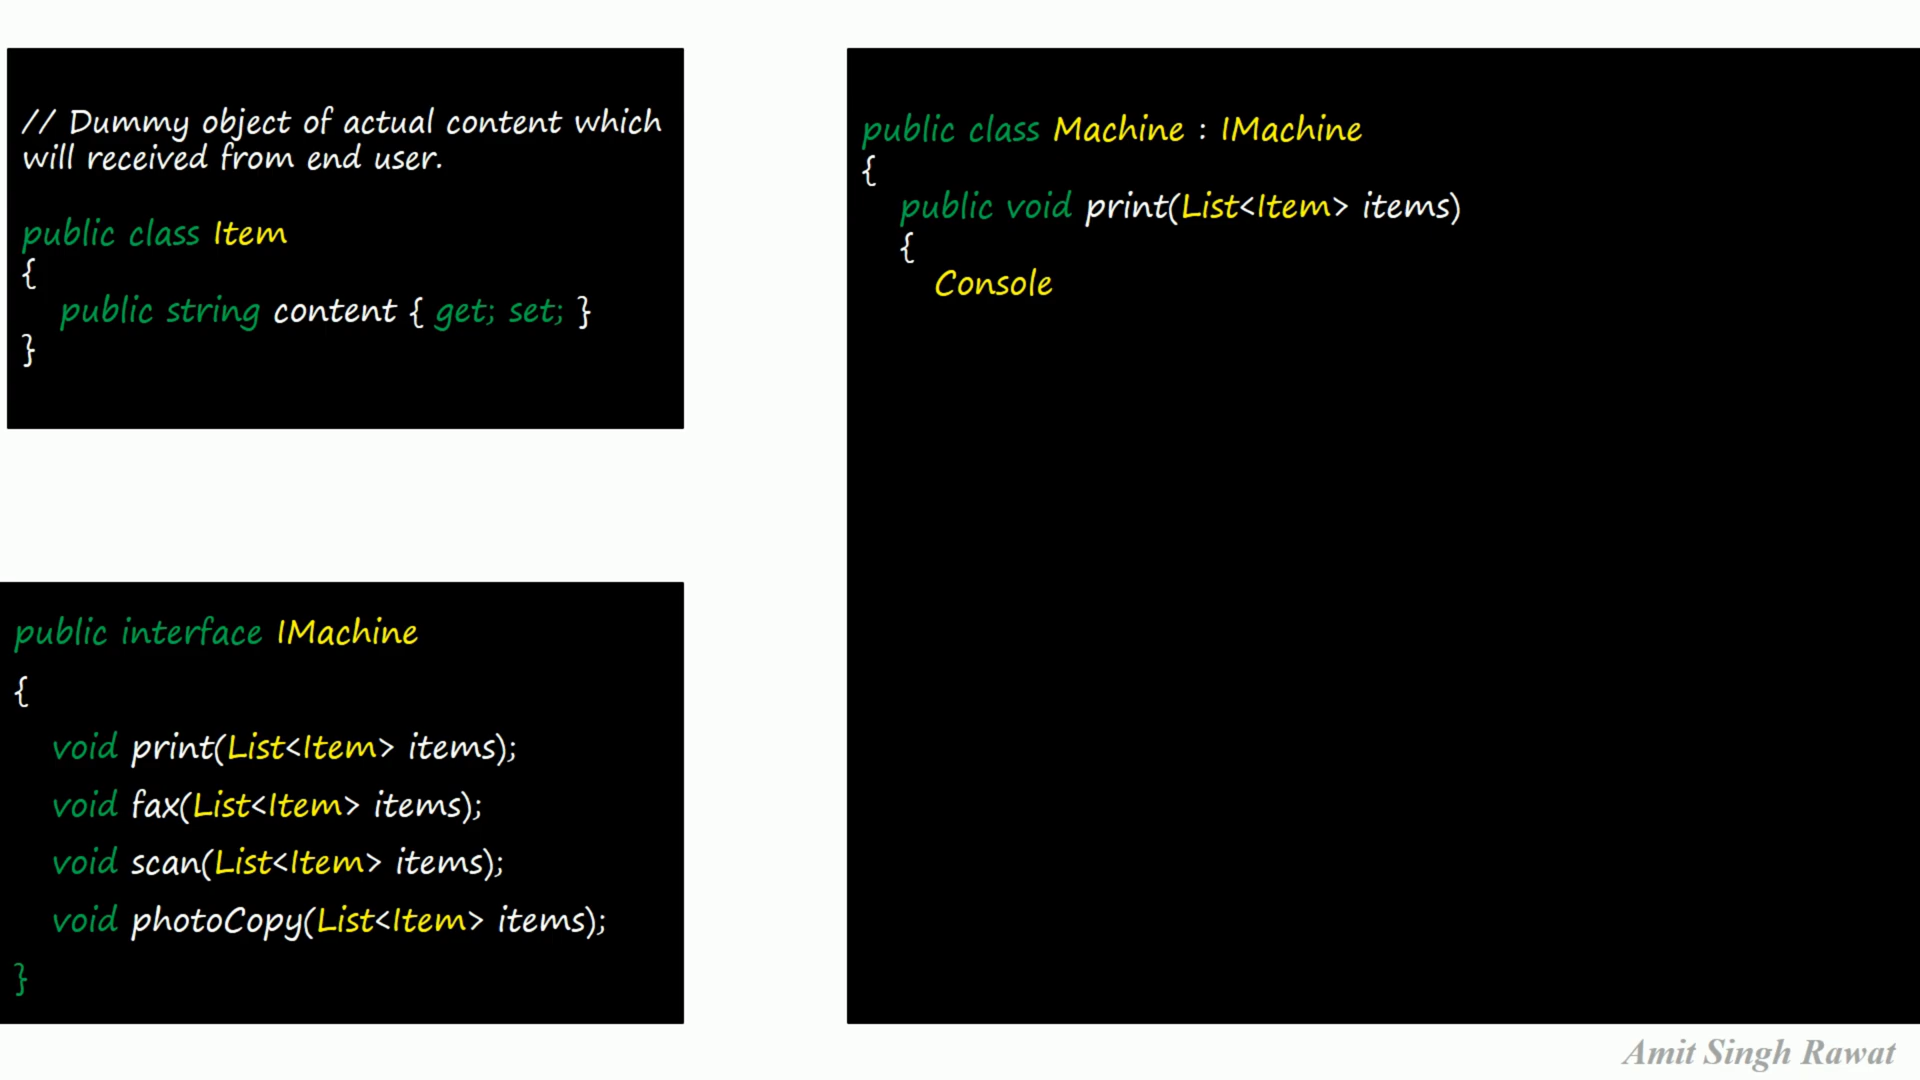 // Dummy object of actual content which
will received from end user.
public class Item
{
public string content { get; set; }
}
public interface IMachine
{
void print(List<Item> items);
void fax(List<Item> items);
void scan(List<Item> items);
void photoCopy(List<Item> items);
}
public class Machine : IMachine
{
public void print(List<Item> items)
{
Console
Amit Singh Rawat